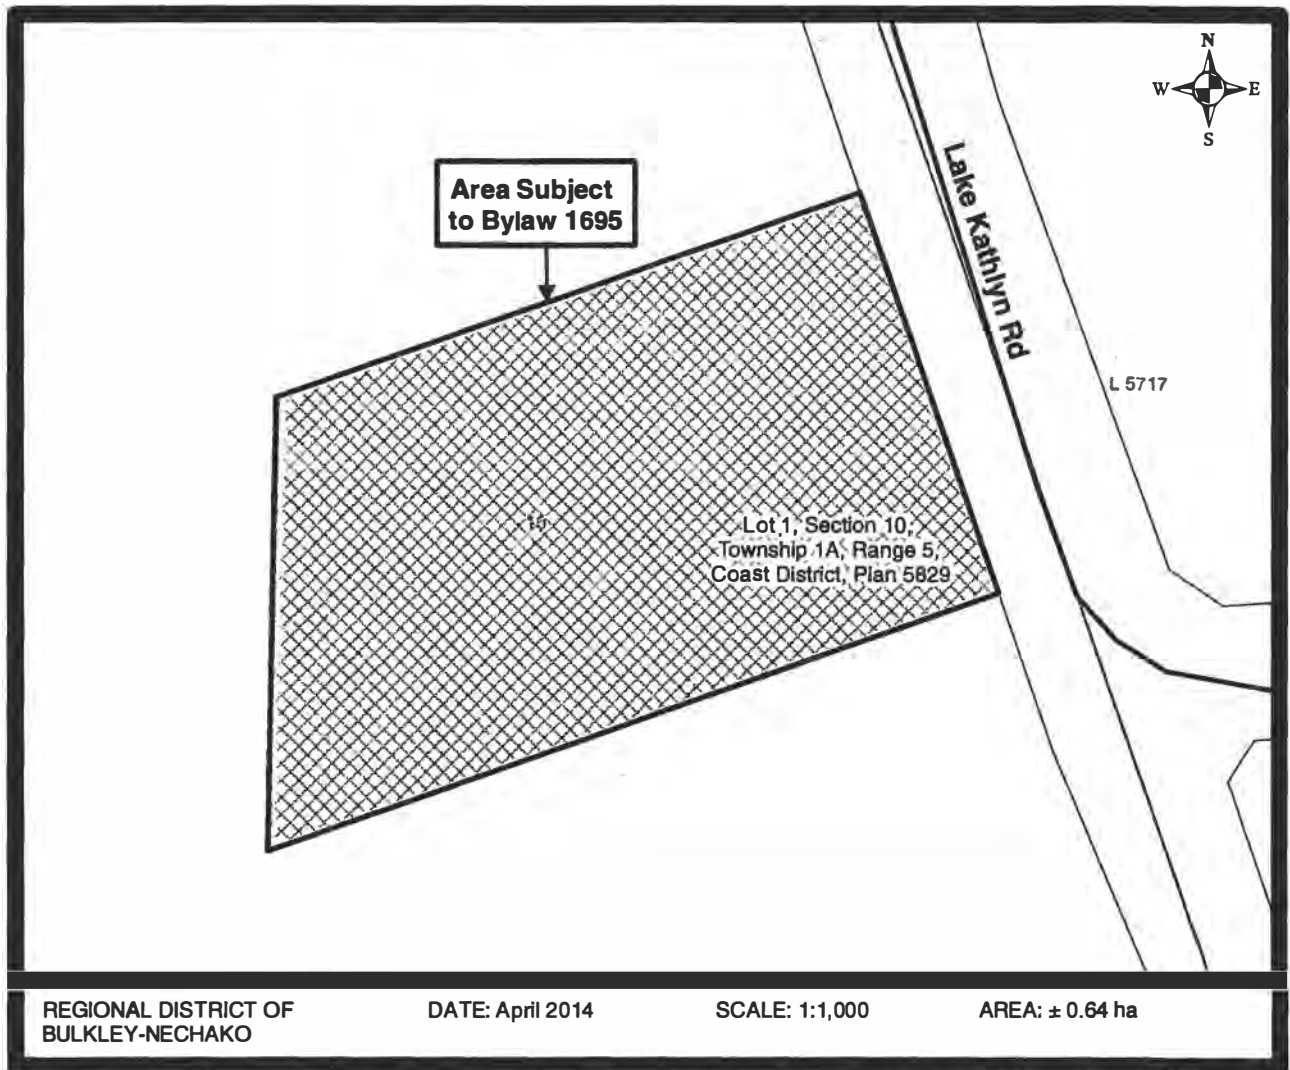 N
W E
S
Area Subject
to Bylaw 1695
Lake Kathlyn Rd
L 5717
Lot 1, Section 10,
Township 1A, Range 5,
Coast District, Plan 5829
REGIONAL DISTRICT OF
BULKLEY-NECHAKO
DATE: April 2014
SCALE: 1:1,000
AREA: ± 0.64 ha